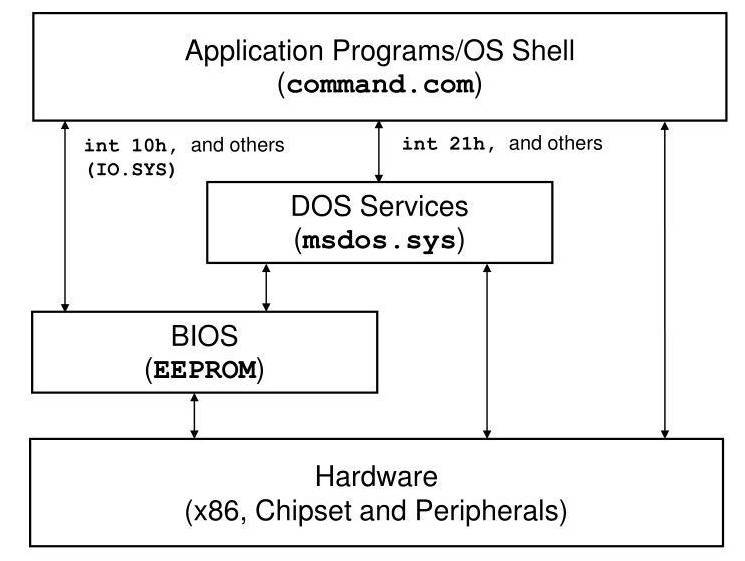 Application Programs/OS Shell
(command.com)
int 10h, and others
(IO.SYS)
int 21h, and others
DOS Services
(msdos.sys)
BIOS
(EEPROM)
Hardware
(x86, Chipset and Peripherals)